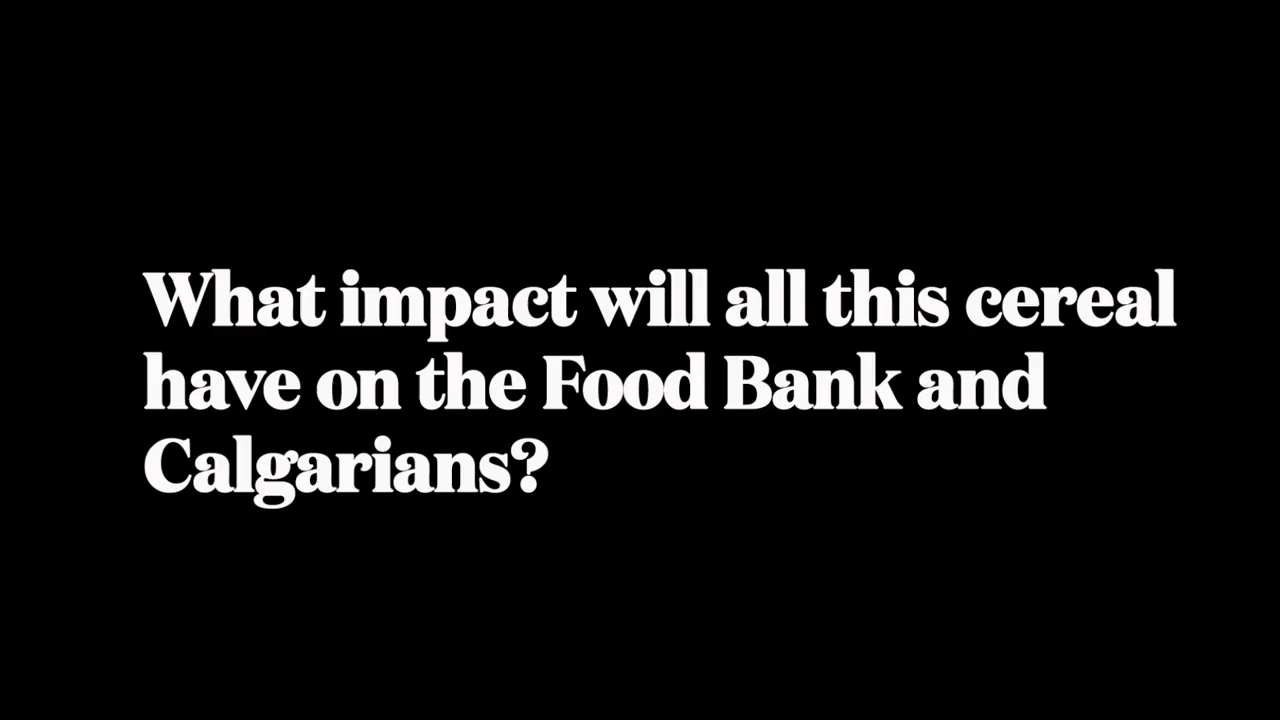 What impact will all this cereal
have on the Food Bank and
Calgarians?